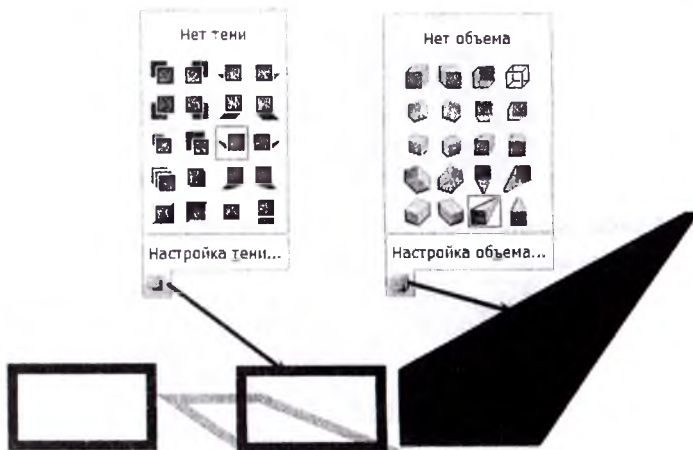 Нет тени
Настройка тени...
Нет объема
Настройка объема...